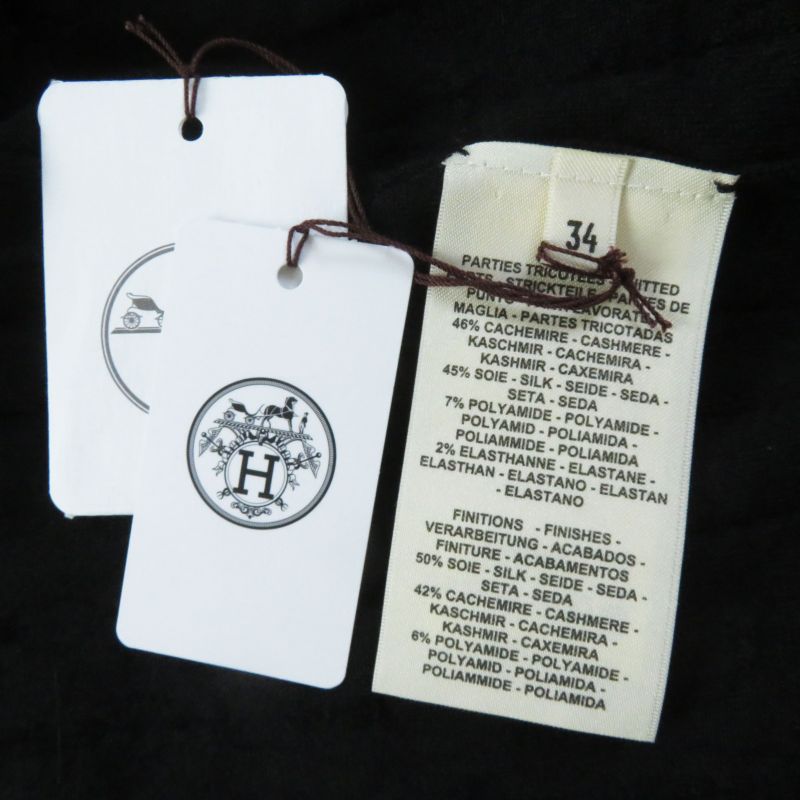 H
34
PARTIES TRICOTEES
STRICKTEILE - PARTES DE
MAGLIA - PARTES TRICOTADAS
46% CACHEMIRE - CASHMERE -
KASCHMIR - CACHEMIRA -
KASHMIR - CAXEMIRA
45% SOIE - SILK - SEIDE - SEDA -
SETA - SEDA
7% POLYAMIDE - POLYAMIDE -
POLYAMID - POLIAMIDA -
POLIAMMIDE - POLIAMIDA
2% ELASTHANNE - ELASTANE -
ELASTHAN - ELASTANO - ELASTAN
- ELASTANO
FINITIONS - FINISHES -
VERARBEITUNG - ACABADOS -
FINITURE - ACABAMENTOS
50% SOIE - SILK - SEIDE - SEDA -
SETA - SEDA
42% CACHEMIRE - CASHMERE -
KASCHMIR - CACHEMIRA -
KASHMIR - CAXEMIRA
6% POLYAMIDE - POLYAMIDE -
POLYAMID - POLIAMIDA -
POLIAMMIDE - POLIAMIDA